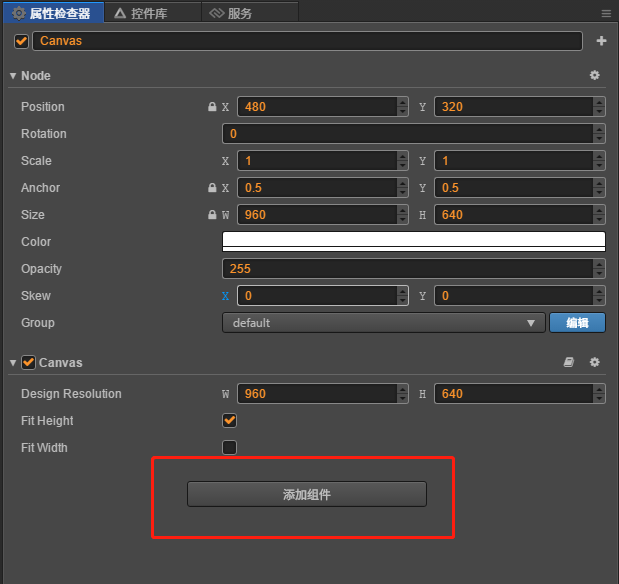 属性检查器 控件库 服务
Canvas
Node
Position X 480 Y 320
Rotation 0
Scale X 1 Y 1
Anchor X 0.5 Y 0.5
Size W 960 H 640
Color
Opacity 255
Skew X 0 Y 0
Group default 编辑
Canvas
Design Resolution W 960 H 640
Fit Height
Fit Width
添加组件